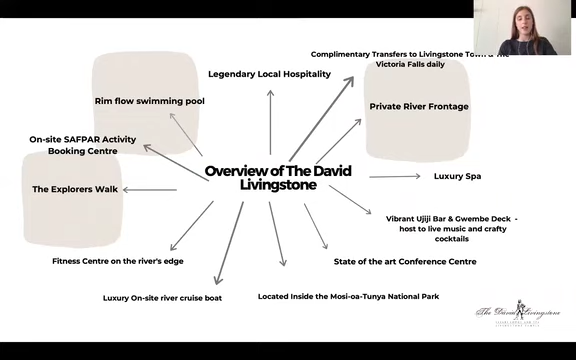 Complimentary Transfers to Livingstone Town & The
Victoria Falls daily
Legendary Local Hospitality
Rim flow swimming pool
Private River Frontage
On-site SAFPAR Activity
Booking Centre
Overview of The David
Livingstone
Luxury Spa
The Explorers Walk
Vibrant Ujiji Bar & Gwembe Deck -
host to live music and crafty
cocktails
Fitness Centre on the river's edge
State of the art Conference Centre
Luxury On-site river cruise boat
Located Inside the Mosi-oa-Tunya National Park
The David Livingstone